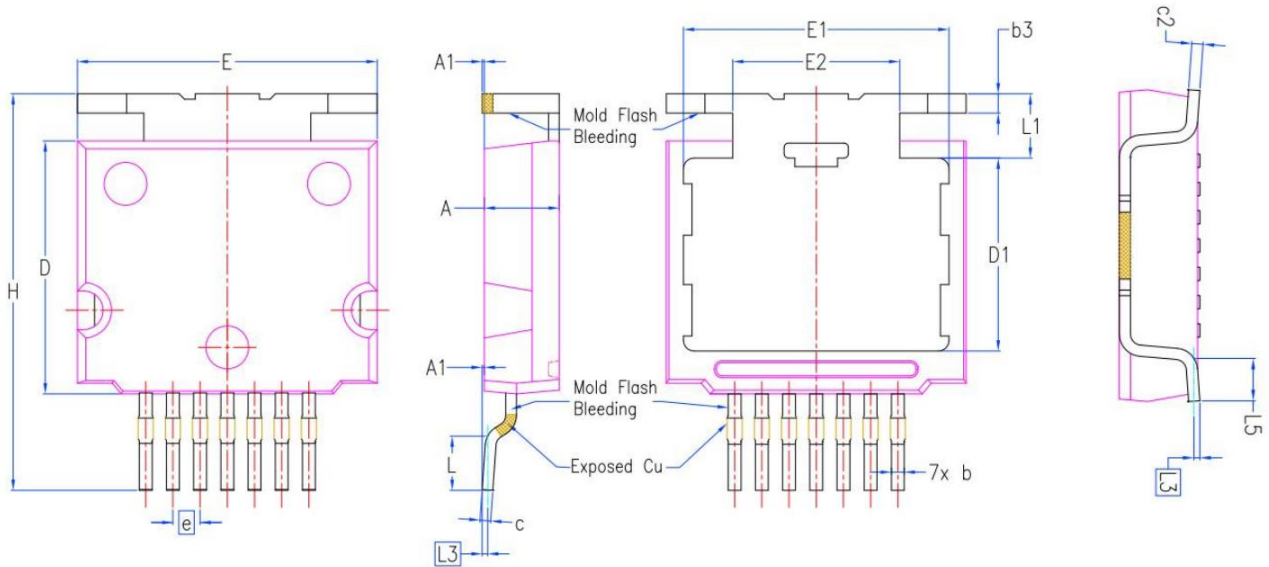 E
A1
E1
E2
b3
c2
Mold Flash
Bleeding
L1
A
D
H
D1
A1
Mold Flash
Bleeding
L
Exposed Cu
7x b
L5
e
c
L3
L3